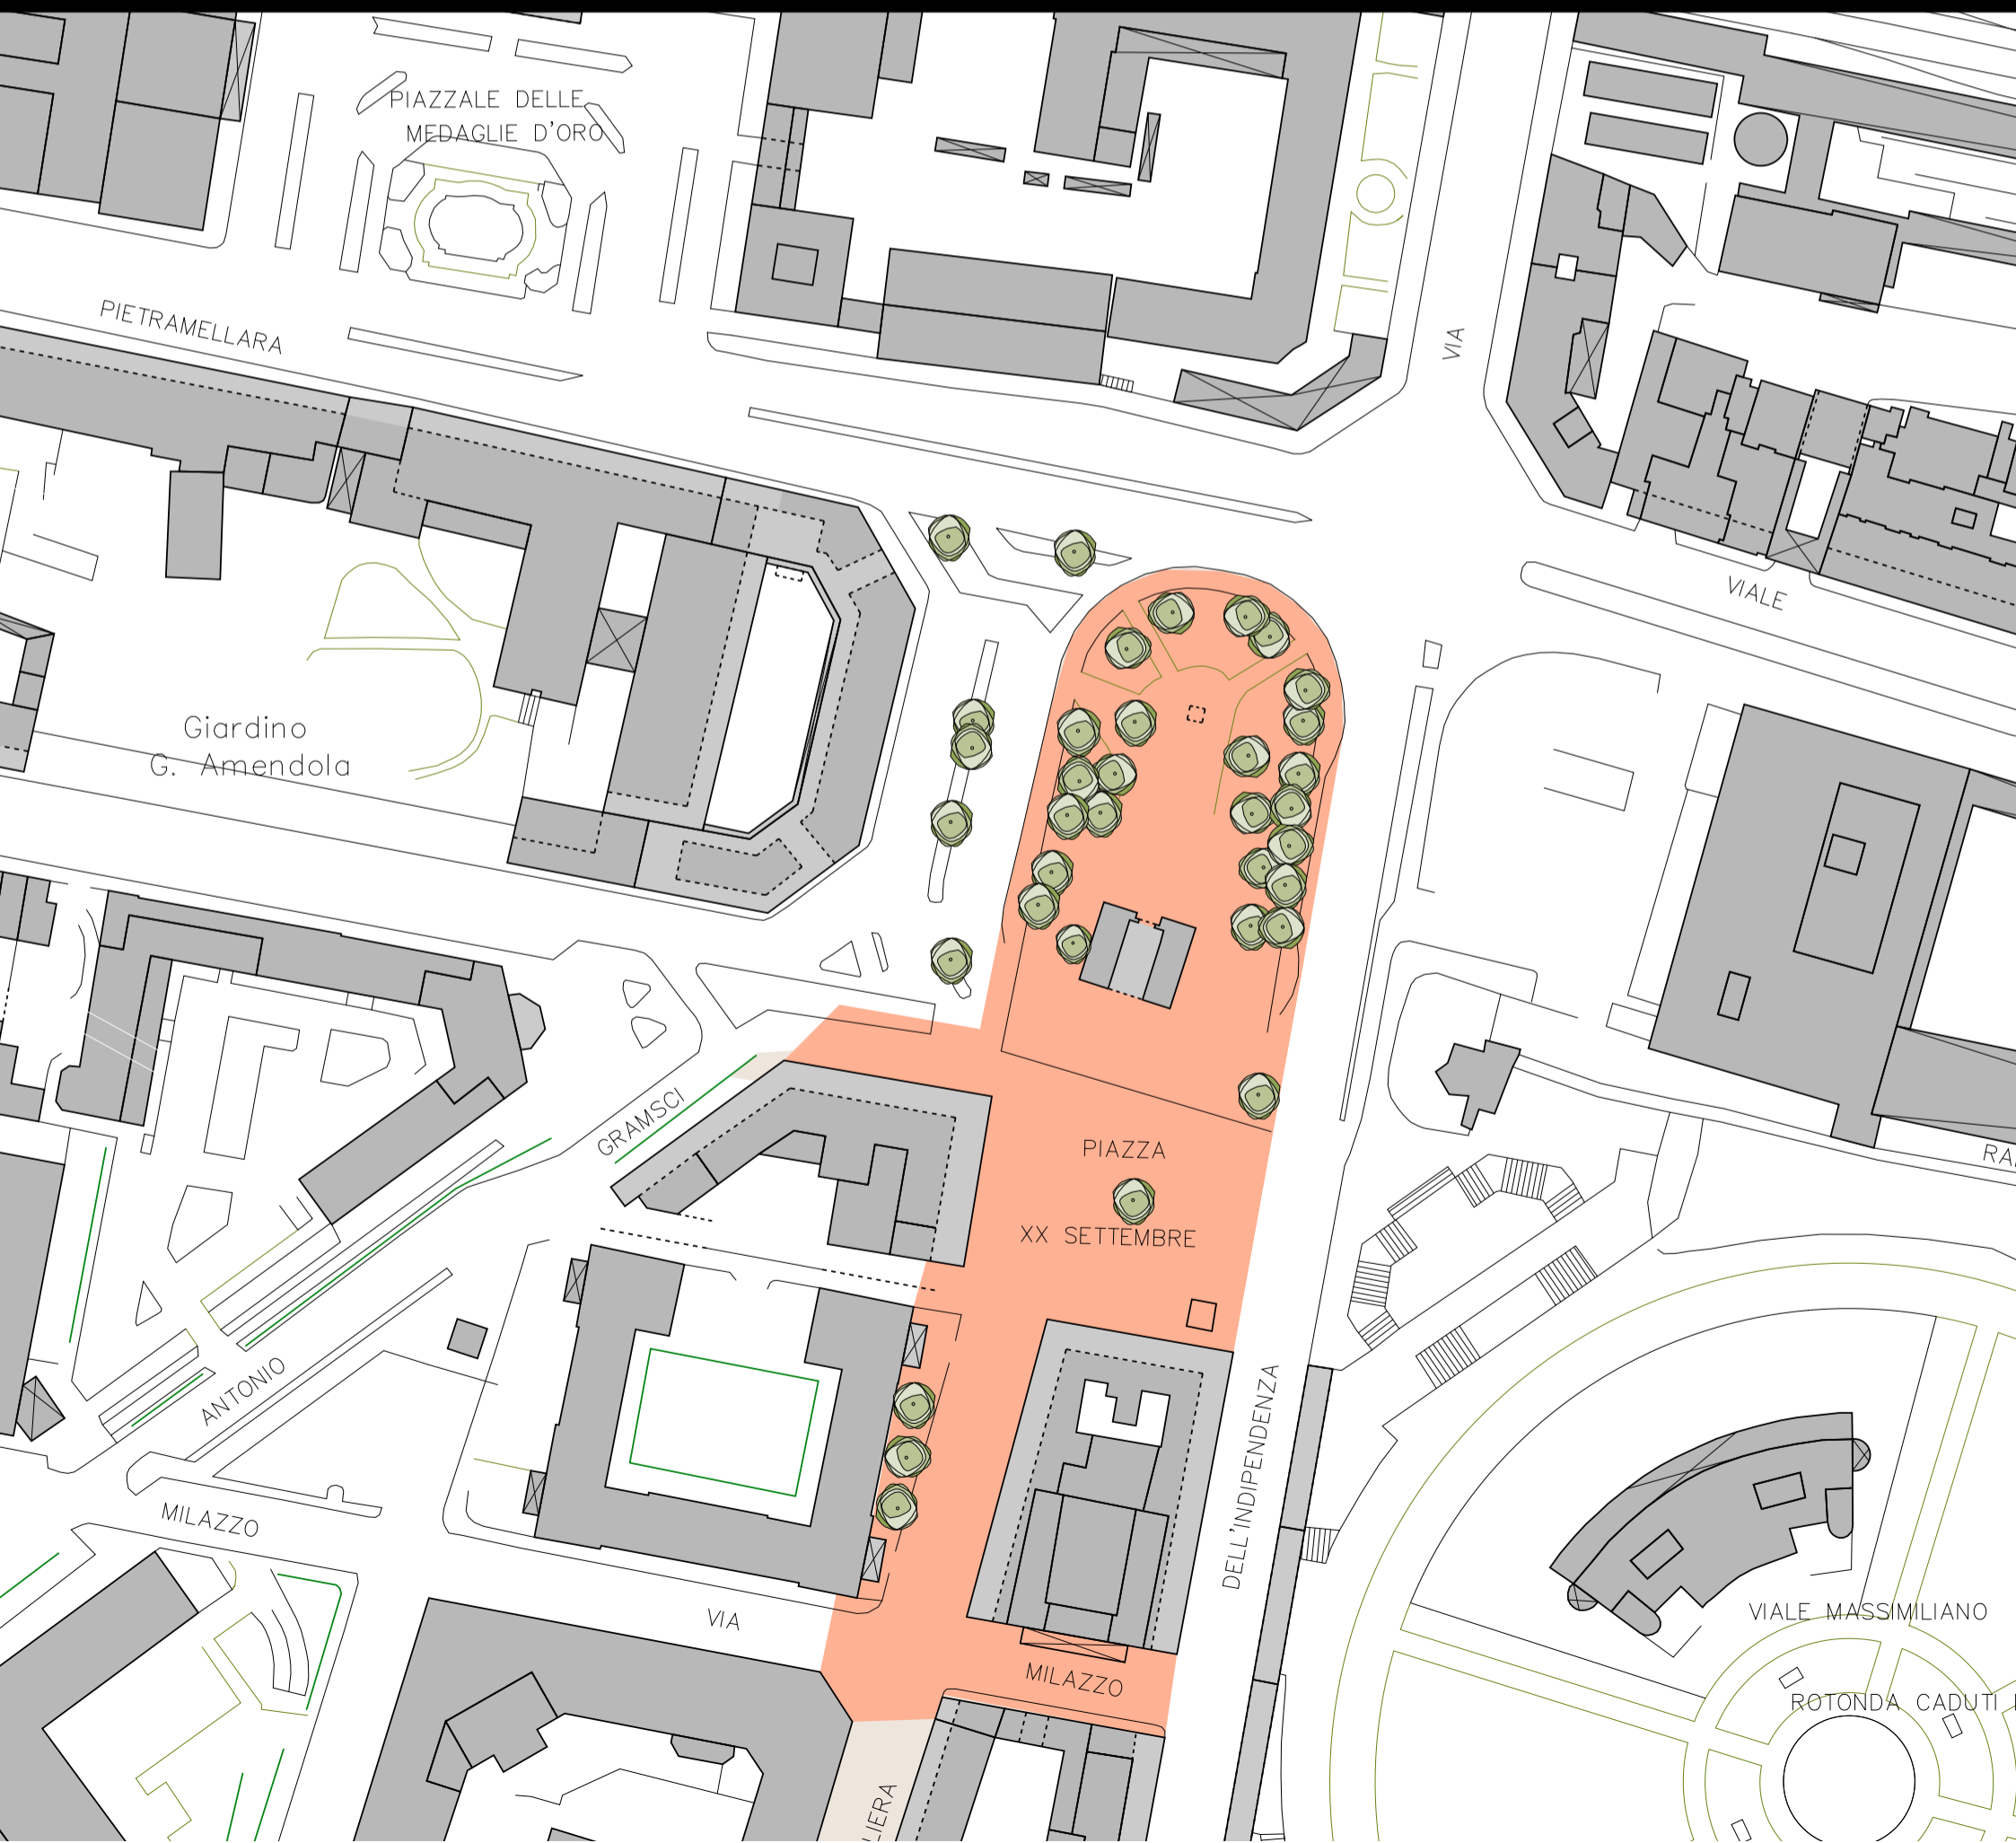 PIAZZALE DELLE
MEDAGLIE D'ORO
PIETRAMELLARA
VIA
VIALE
Giardino
G. Amendola
GRAMSCI
PIAZZA
XX SETTEMBRE
ANTONIO
DELL'INDIPENDENZA
MILAZZO
VIA
MILAZZO
VIALE MASSIMILIANO
ROTONDA CADUTI
LIERA
RA